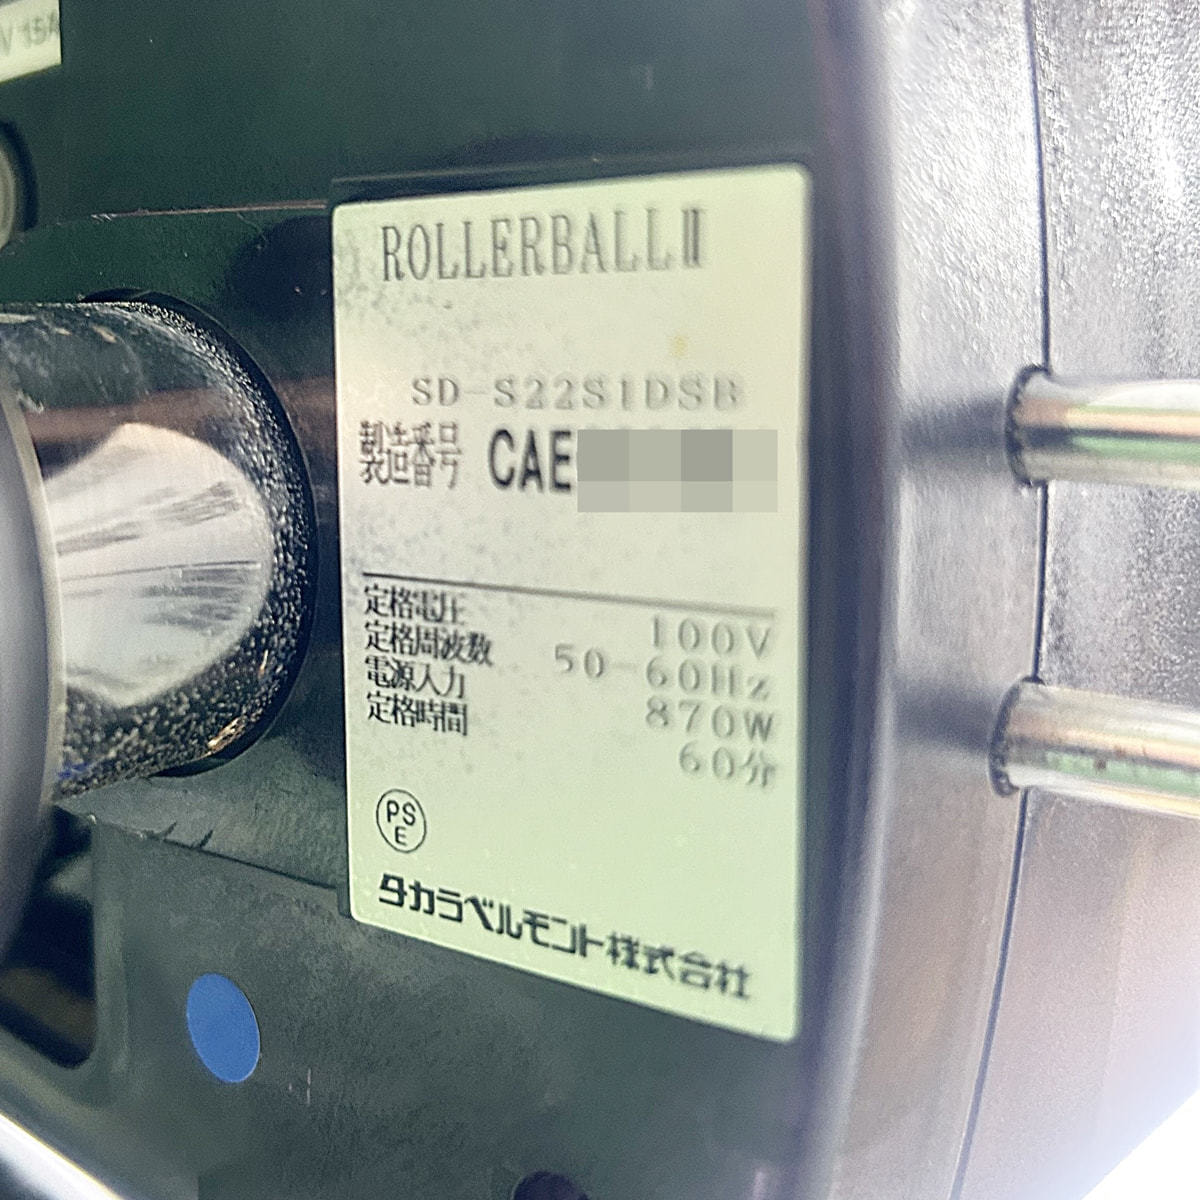 V 15A
ROLLERBALLⅡ
SD-S22S1DSB
製造番号 CAE
定格電圧 100V
定格周波数 50-60Hz
電源入力 870W
定格時間 60分
PS
E
タカラベルモント株式会社